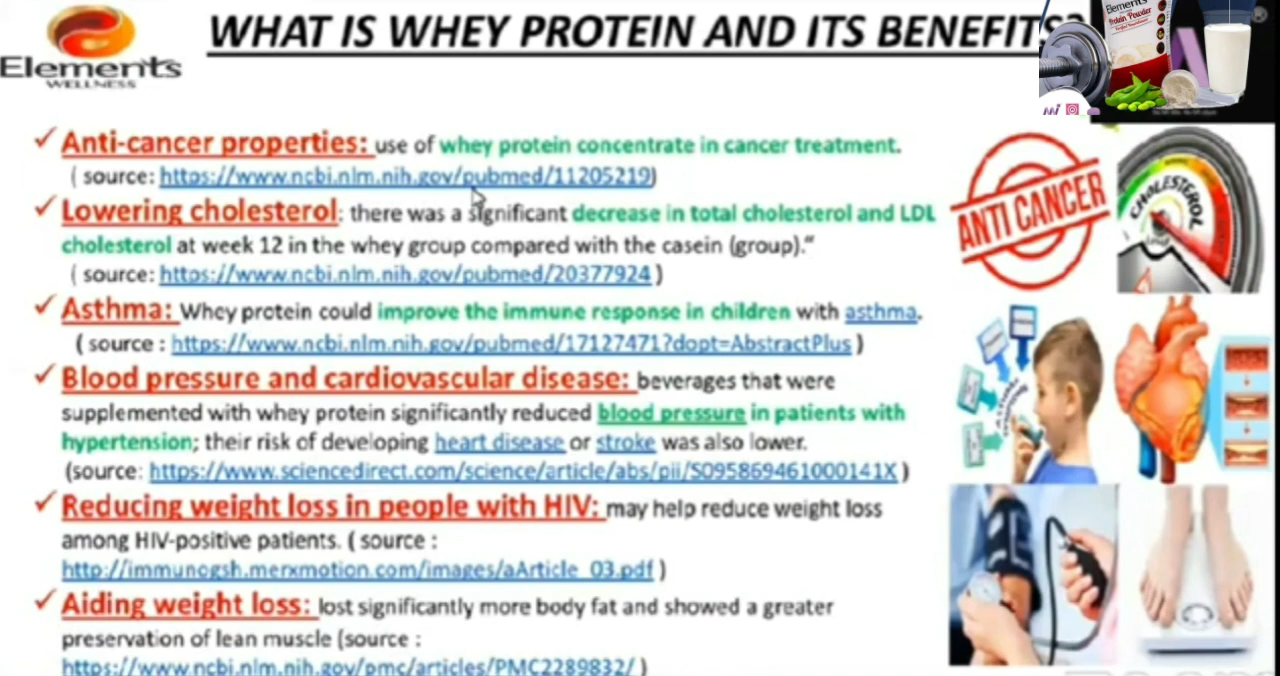 Elements
WELLNESS
WHAT IS WHEY PROTEIN AND ITS BENEFITS?
Elements
Protein Powder
✓ Anti-cancer properties: use of whey protein concentrate in cancer treatment.
( source: https://www.ncbi.nlm.nih.gov/pubmed/11205219)
✓ Lowering cholesterol: there was a significant decrease in total cholesterol and LDL
cholesterol at week 12 in the whey group compared with the casein (group)."
( source: https://www.ncbi.nlm.nih.gov/pubmed/20377924 )
✓ Asthma: Whey protein could improve the immune response in children with asthma.
( source : https://www.ncbi.nlm.nih.gov/pubmed/17127471?dopt=AbstractPlus )
✓ Blood pressure and cardiovascular disease: beverages that were
supplemented with whey protein significantly reduced blood pressure in patients with
hypertension; their risk of developing heart disease or stroke was also lower.
(source: https://www.sciencedirect.com/science/article/abs/pii/S095869461000141X )
✓ Reducing weight loss in people with HIV: may help reduce weight loss
among HIV-positive patients. ( source :
http://immunogsh.merxmotion.com/images/aArticle_03.pdf )
✓ Aiding weight loss: lost significantly more body fat and showed a greater
preservation of lean muscle (source :
https://www.ncbi.nlm.nih.gov/pmc/articles/PMC2289832/ )
ANTI CANCER
CHOLESTEROL